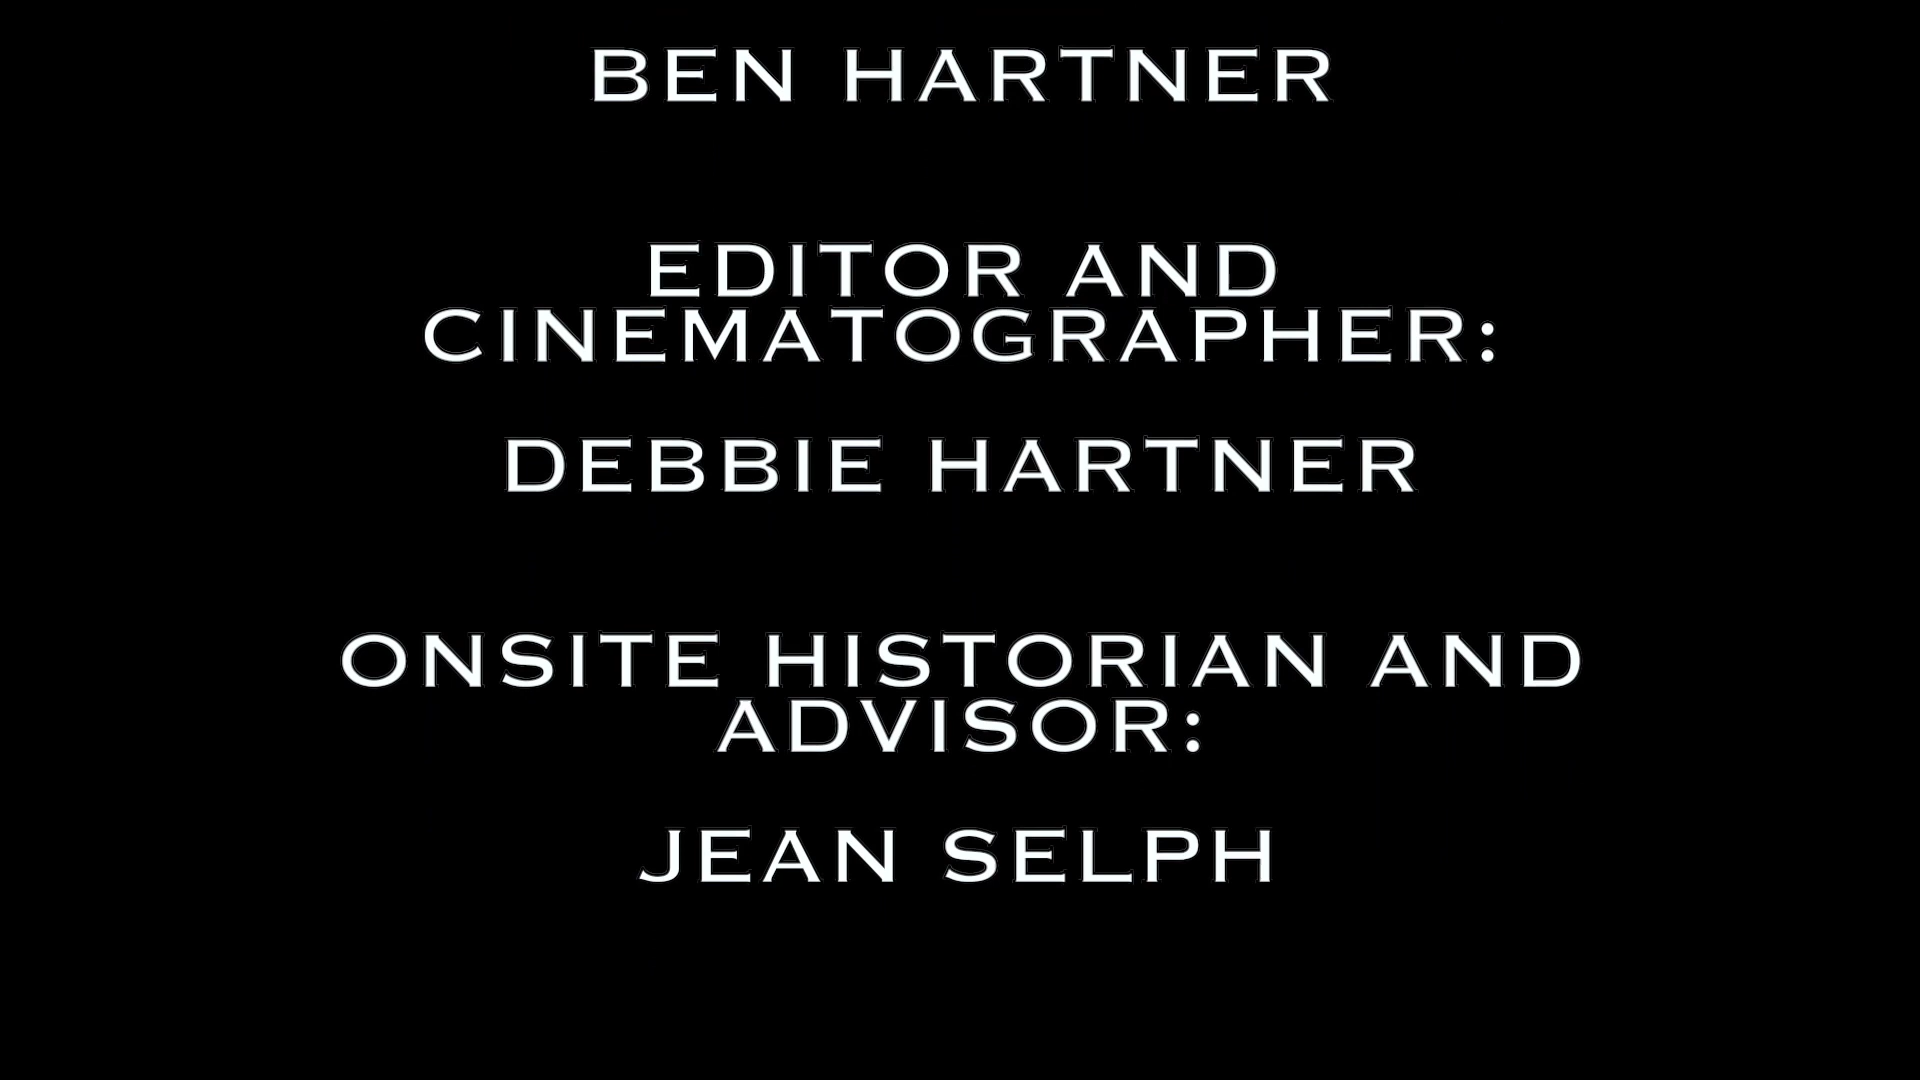 BEN HARTNER
EDITOR AND
CINEMATOGRAPHER:
DEBBIE HARTNER
ONSITE HISTORIAN AND
ADVISOR:
JEAN SELPH